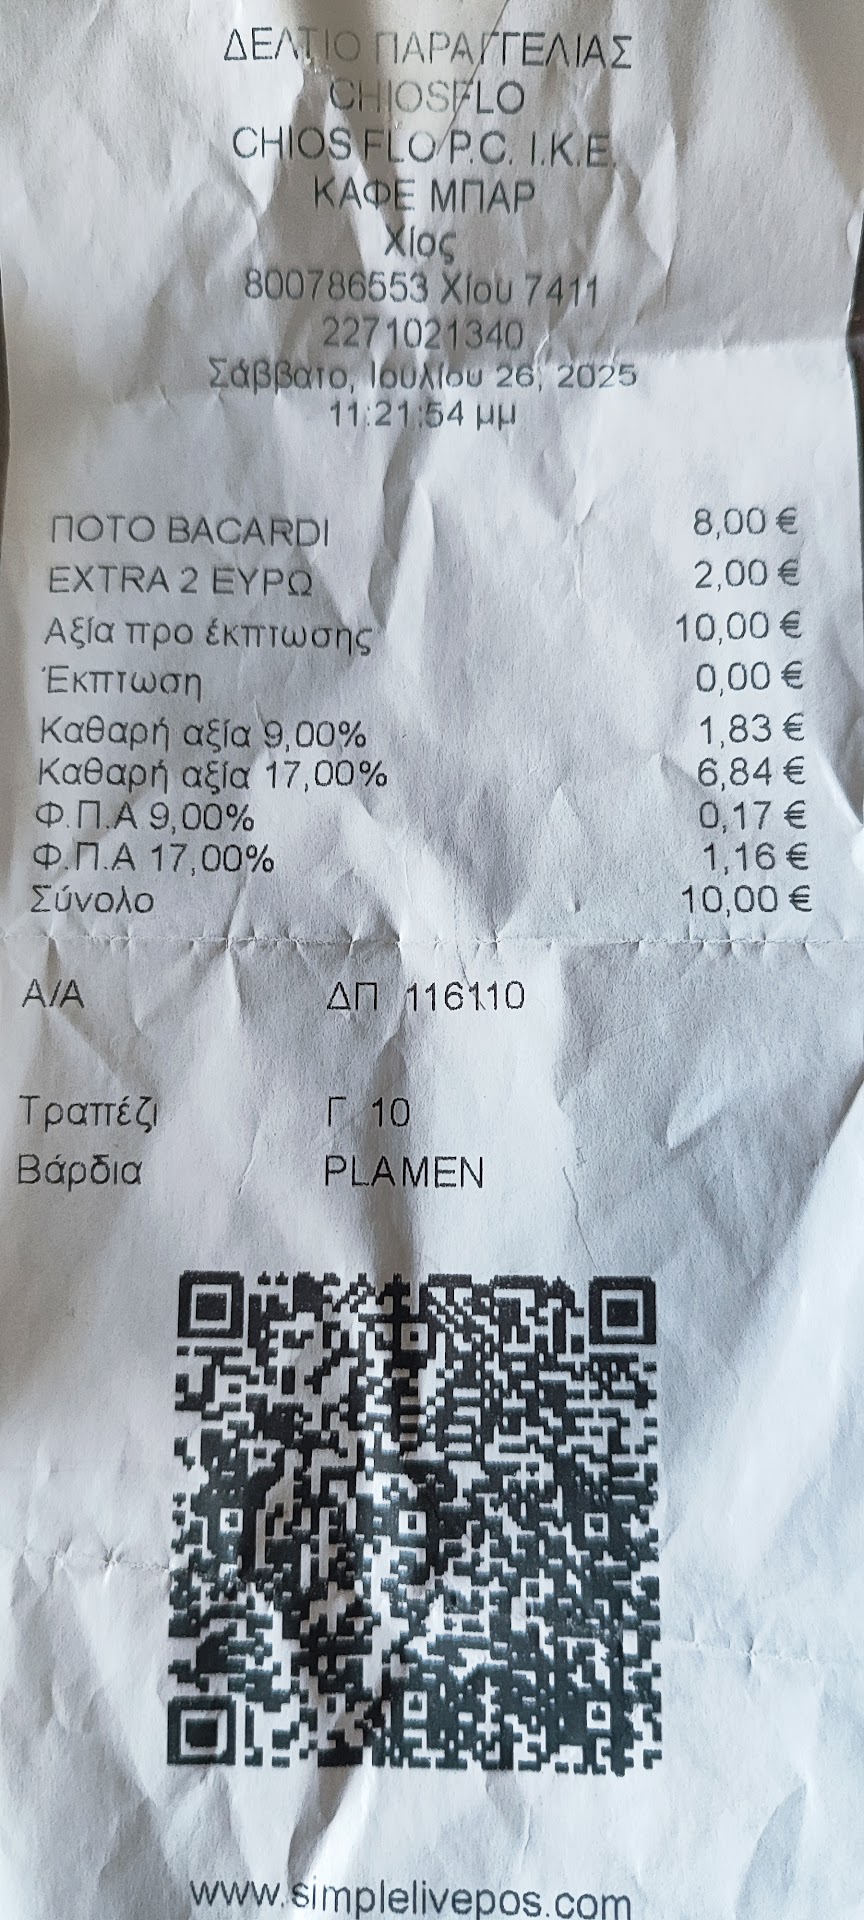 ΔΕΛΤΙΟ ΠΑΡΑΓΓΕΛΙΑΣ
CHIOSFLO
CHIOS FLO P.C. I.K.E.
ΚΑΦΕ ΜΠΑΡ
Χίος
800786553 Χίου 7411
2271021340
Σάββατο, Ιουλίου 26, 2025
11:21:54 μμ
ΠΟΤΟ BACARDI 8,00 €
EXTRA 2 ΕΥΡΩ 2,00 €
Αξία προ έκπτωσης 10,00 €
Έκπτωση 0,00 €
Καθαρή αξία 9,00% 1,83 €
Καθαρή αξία 17,00% 6,84 €
Φ.Π.Α 9,00% 0,17 €
Φ.Π.Α 17,00% 1,16 €
Σύνολο 10,00 €
Α/Α ΔΠ 116110
Τραπέζι Γ 10
Βάρδια PLAMEN
www.simplelivepos.com